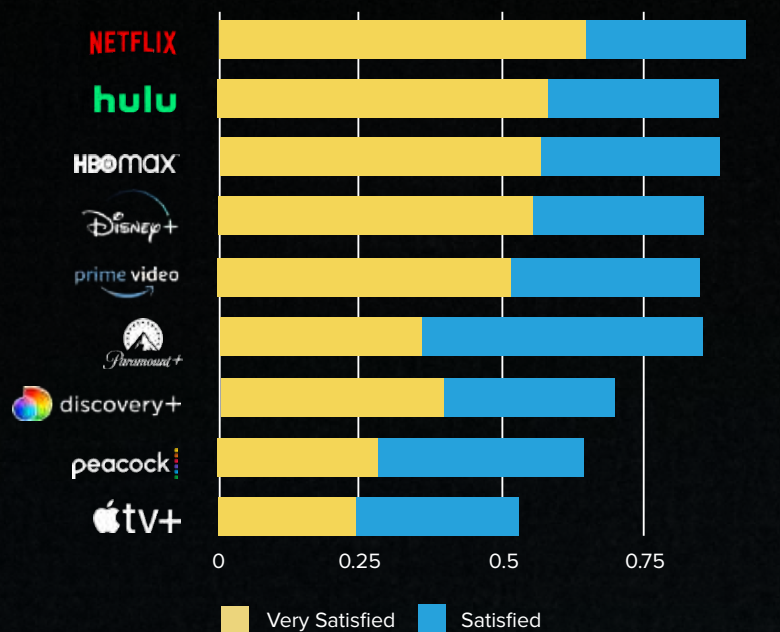 NETFLIX
hulu
HBOmax
Disney+
prime video
Paramount+
discovery+
peacock
tv+
0 0.25 0.5 0.75
Very Satisfied Satisfied